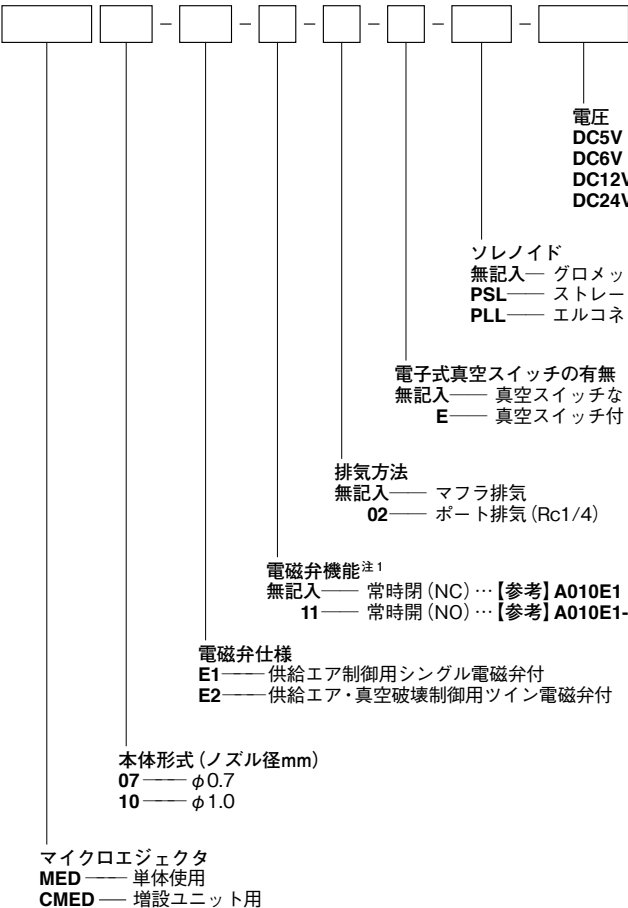 電圧
DC5V
DC6V
DC12V
DC24V
ソレノイド
無記入― グロメッ
PSL―― ストレー
PLL―― エルコネ
電子式真空スイッチの有無
無記入―― 真空スイッチな
E―― 真空スイッチ付
排気方法
無記入―― マフラ排気
02―― ポート排気(Rc1/4)
電磁弁機能注1
無記入―― 常時閉(NC)…【参考】A010E1
11―― 常時開(NO)…【参考】A010E1-
電磁弁仕様
E1――供給エア制御用シングル電磁弁付
E2――供給エア・真空破壊制御用ツイン電磁弁付
本体形式(ノズル径mm)
07――φ0.7
10――φ1.0
マイクロエジェクタ
MED―― 単体使用
CMED―― 増設ユニット用